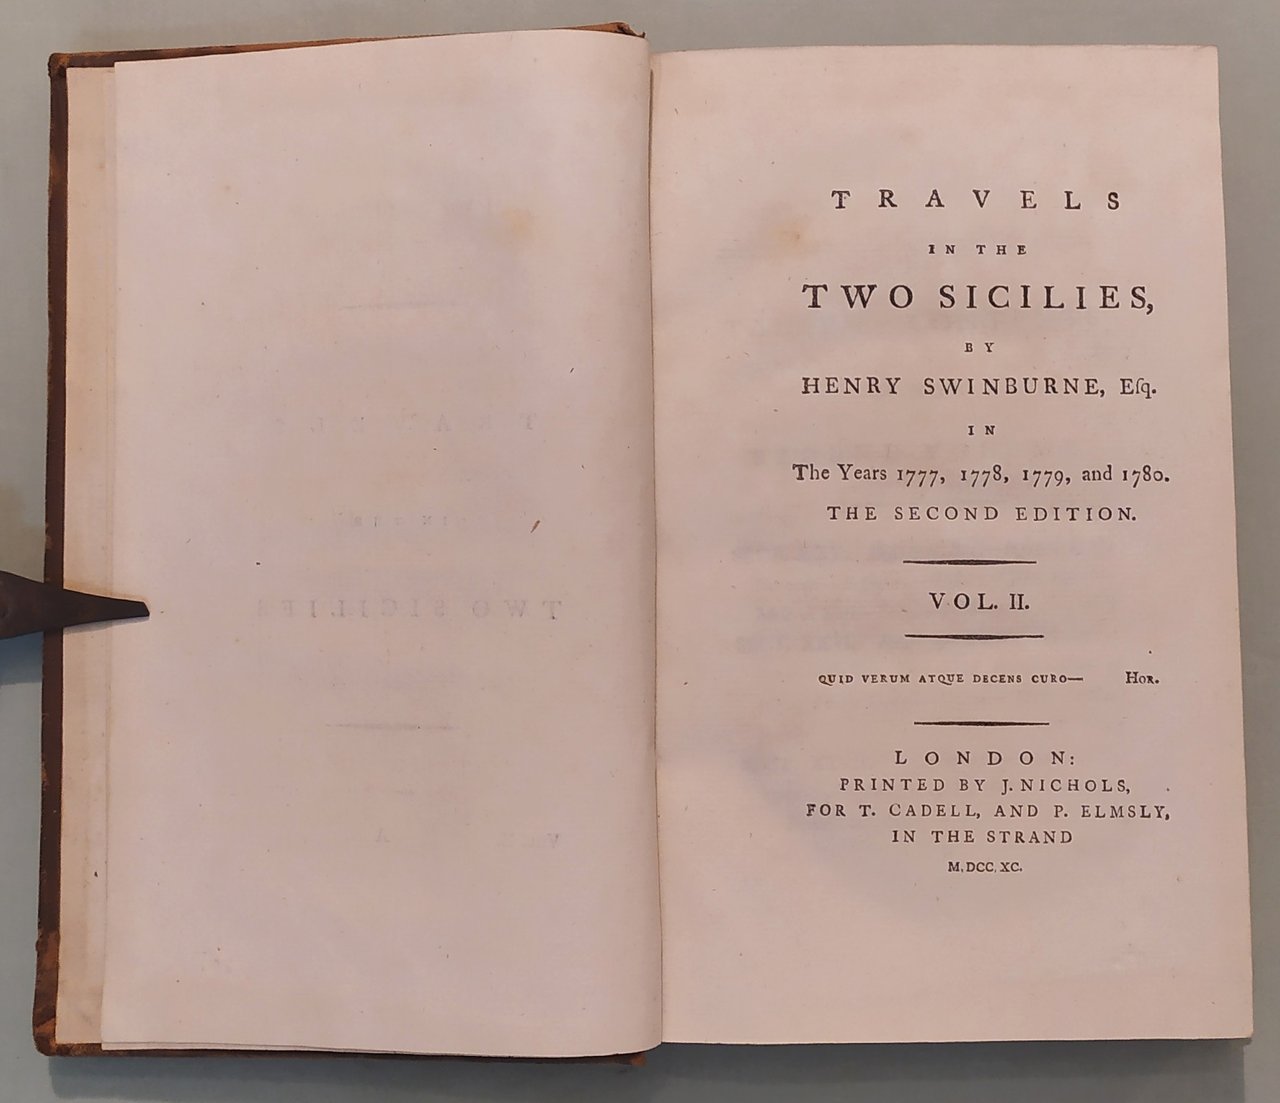 TRAVELS
IN THE
TWO SICILIES,
BY
HENRY SWINBURNE, Eſq.
IN
The Years 1777, 1778, 1779, and 1780.
THE SECOND EDITION.
VOL. II.
QUID VERUM ATQUE DECENS CURO— HOR.
LONDON:
PRINTED BY J. NICHOLS,
FOR T. CADELL, AND P. ELMSLY,
IN THE STRAND
M,DCC,XC.